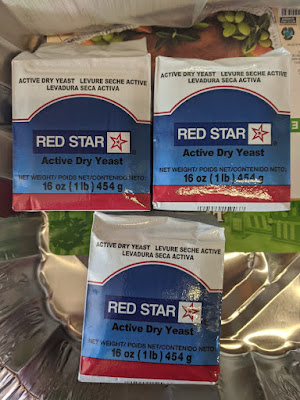 ACTIVE DRY YEAST LEVURE SECHE ACTIVE
LEVADURA SECA ACTIVA
RED STAR
Active Dry Yeast
NET WEIGHT/ POIDS NET/CONTENIDO NETO:
16 oz (1 lb) 454 g
ACTIVE DRY YEAST LEVURE SECHE ACTIVE
LEVADURA SECA ACTIVA
RED STAR
Active Dry Yeast
NET WEIGHT/ POIDS NET/CONTENIDO NETO:
16 oz (1 lb) 454 g
ACTIVE DRY YEAST LEVURE SECHE ACTIVE
LEVADURA SECA ACTIVA
RED STAR
Active Dry Yeast
NET WEIGHT/ POIDS NET/CONTENIDO NETO:
16 oz (1 lb) 454 g